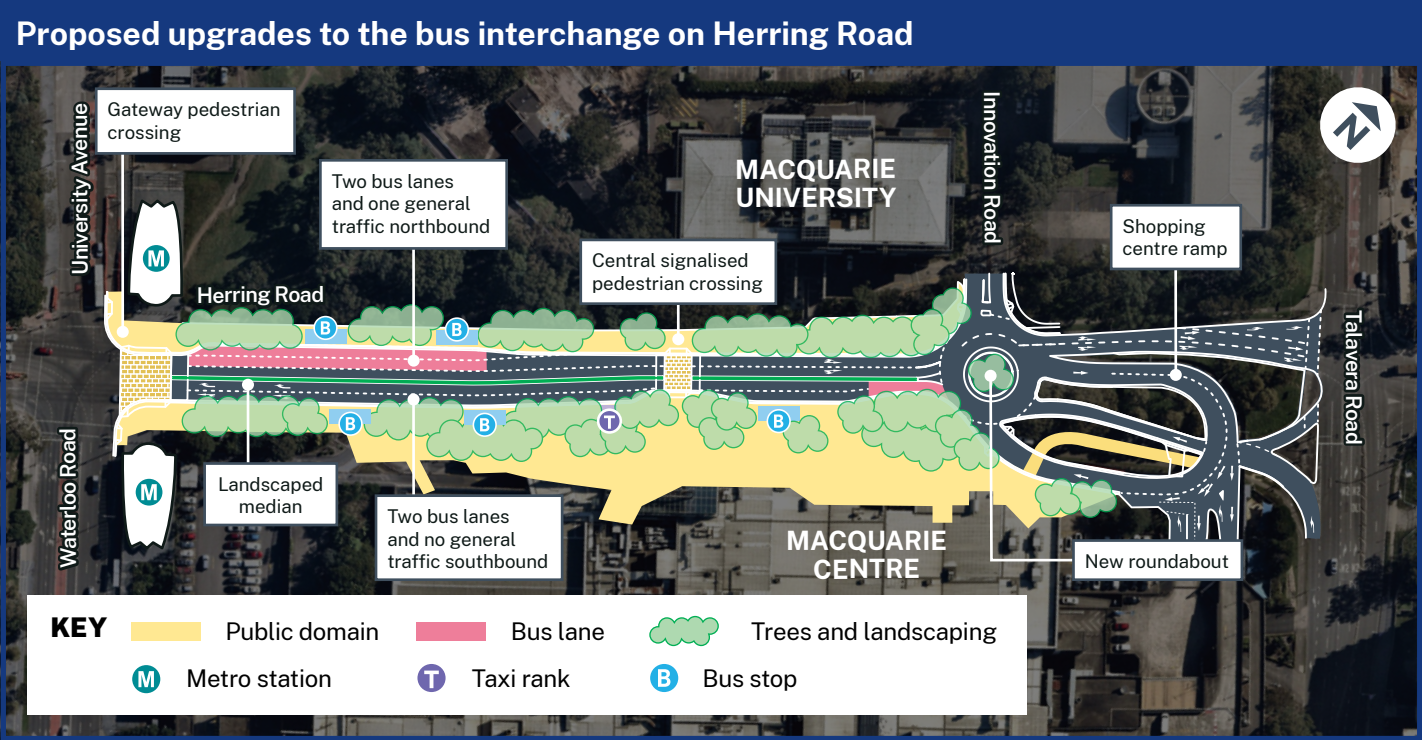 Proposed upgrades to the bus interchange on Herring Road
University Avenue
Gateway pedestrian
crossing
M
Two bus lanes
and one general
traffic northbound
MACQUARIE
UNIVERSITY
Innovation Road
N
Shopping
centre ramp
Central signalised
pedestrian crossing
Herring Road
B
B
Talavera Road
B
B
T
B
Waterloo Road
M
Landscaped
median
Two bus lanes
and no general
traffic southbound
MACQUARIE
CENTRE
New roundabout
KEY
Public domain
Bus lane
Trees and landscaping
M Metro station
T Taxi rank
B Bus stop